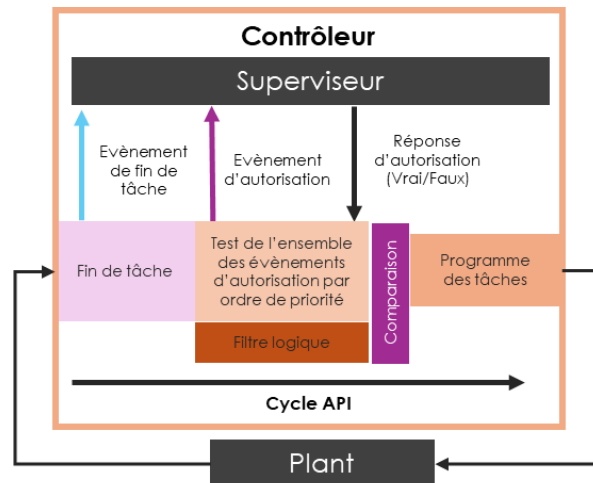 Contrôleur
Superviseur
Evènement
de fin de
tâche
Evènement
d'autorisation
Réponse
d'autorisation
(Vrai/Faux)
Fin de tâche
Test de l'ensemble
des évènements
d'autorisation par
ordre de priorité
Filtre logique
Comparaison
Programme
des tâches
Cycle API
Plant